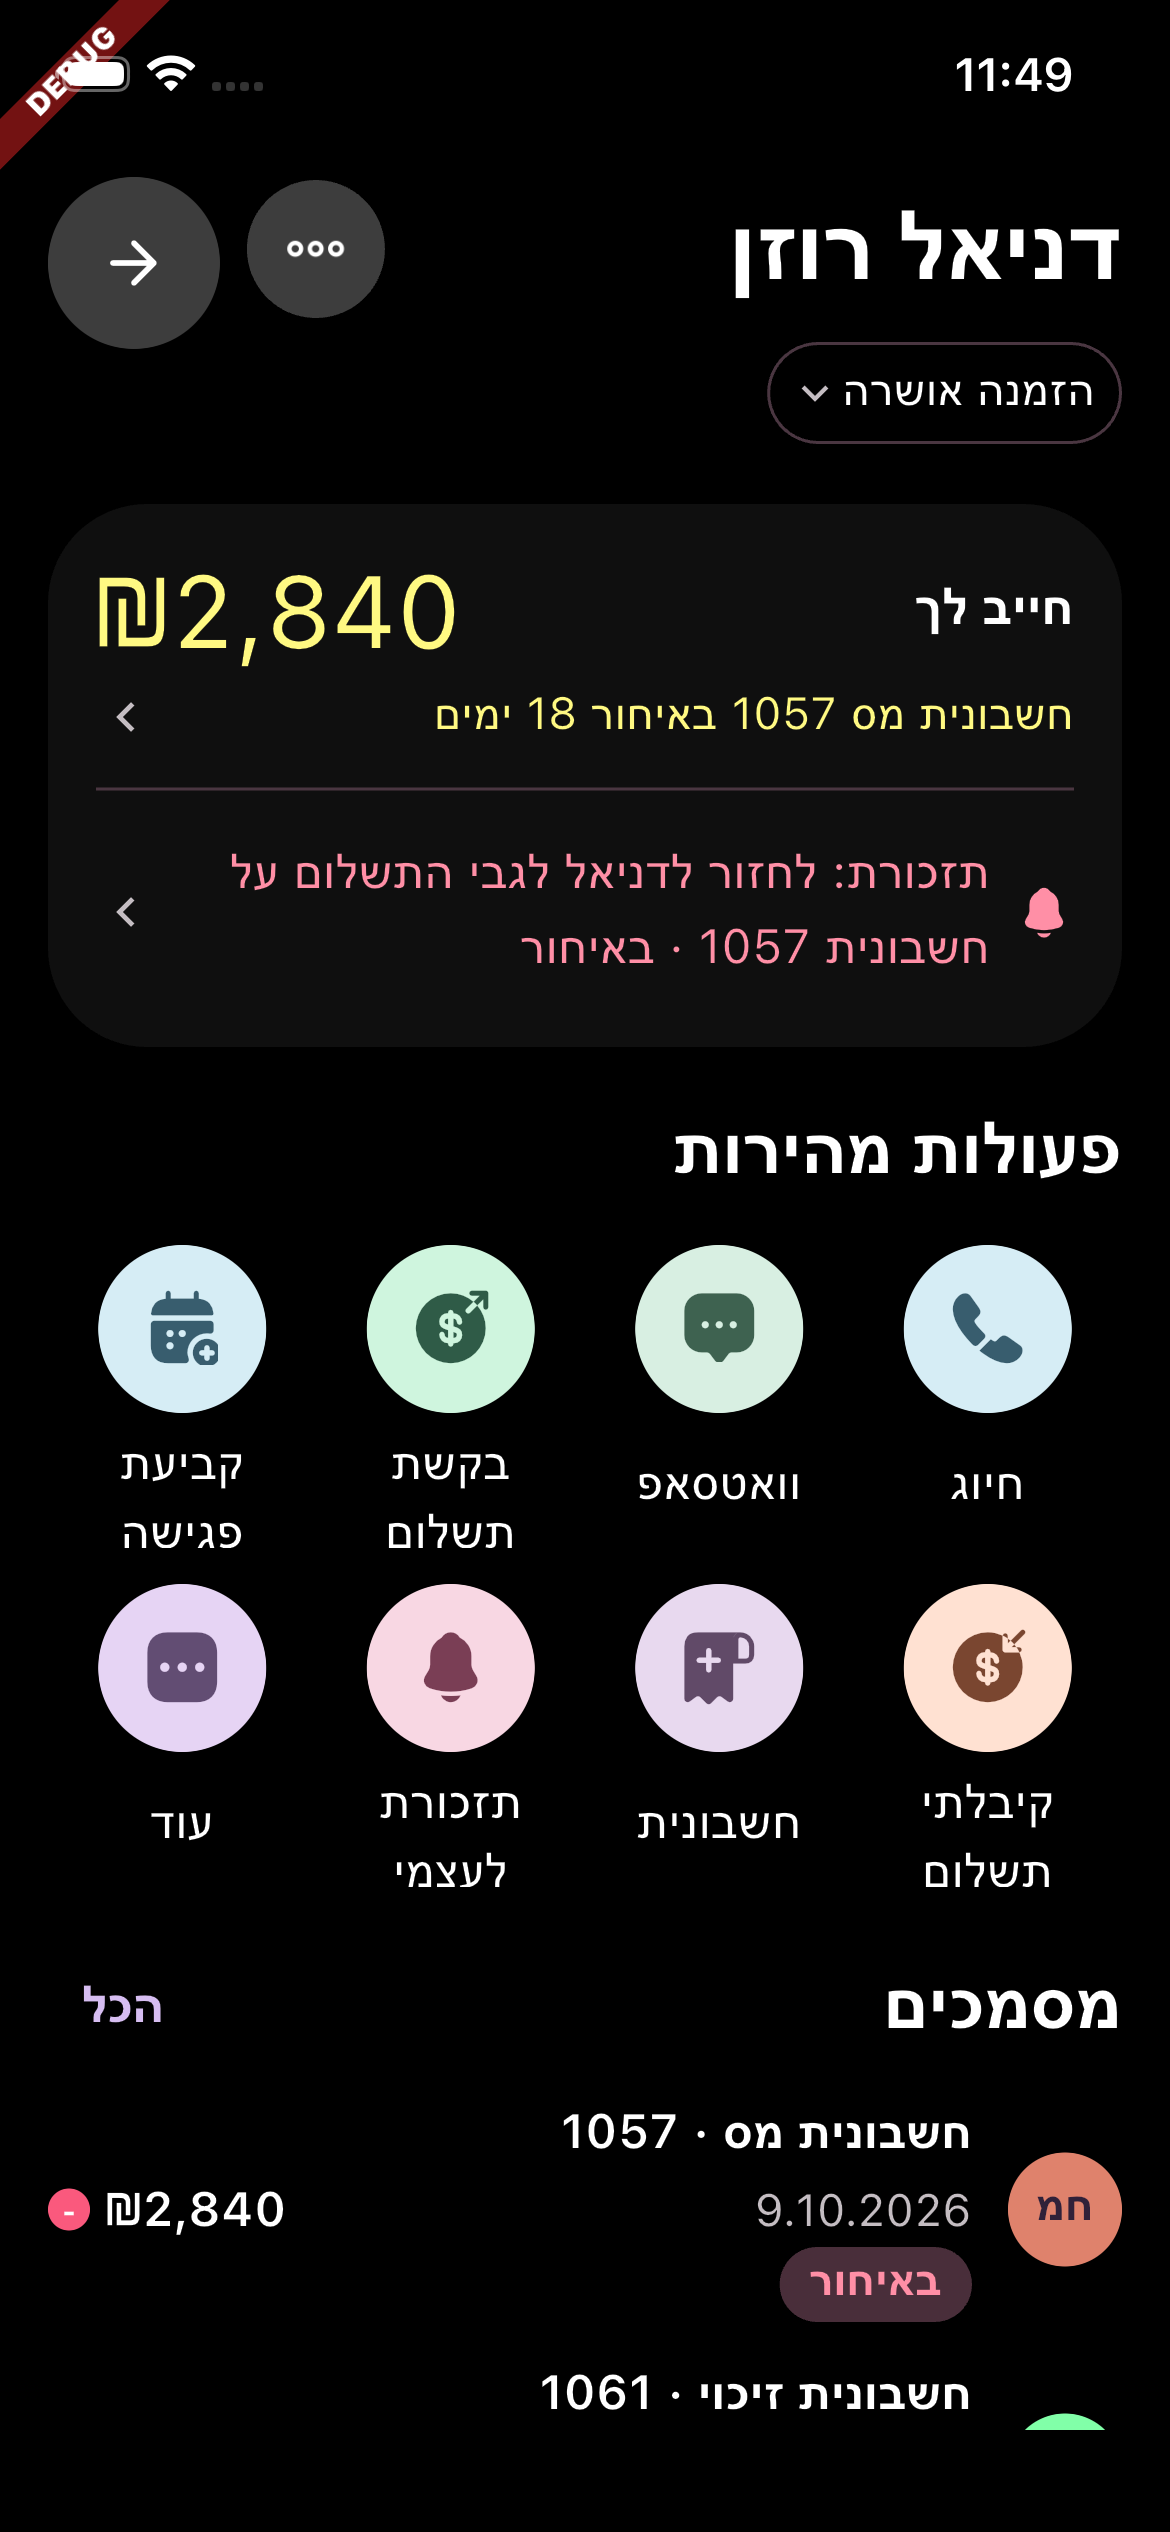 11:49
DEBUG
דניאל רוזן
הזמנה אושרה
חייב לך
₪2,840
חשבונית מס 1057 באיחור 18 ימים
תזכורת: לחזור לדניאל לגבי התשלום על
חשבונית 1057 · באיחור
פעולות מהירות
חיוג
וואטסאפ
בקשת
תשלום
קביעת
פגישה
קיבלתי
תשלום
חשבונית
תזכורת
לעצמי
עוד
מסמכים
הכל
חמ
חשבונית מס · 1057
9.10.2026
באיחור
₪2,840
-
חשבונית זיכוי · 1061